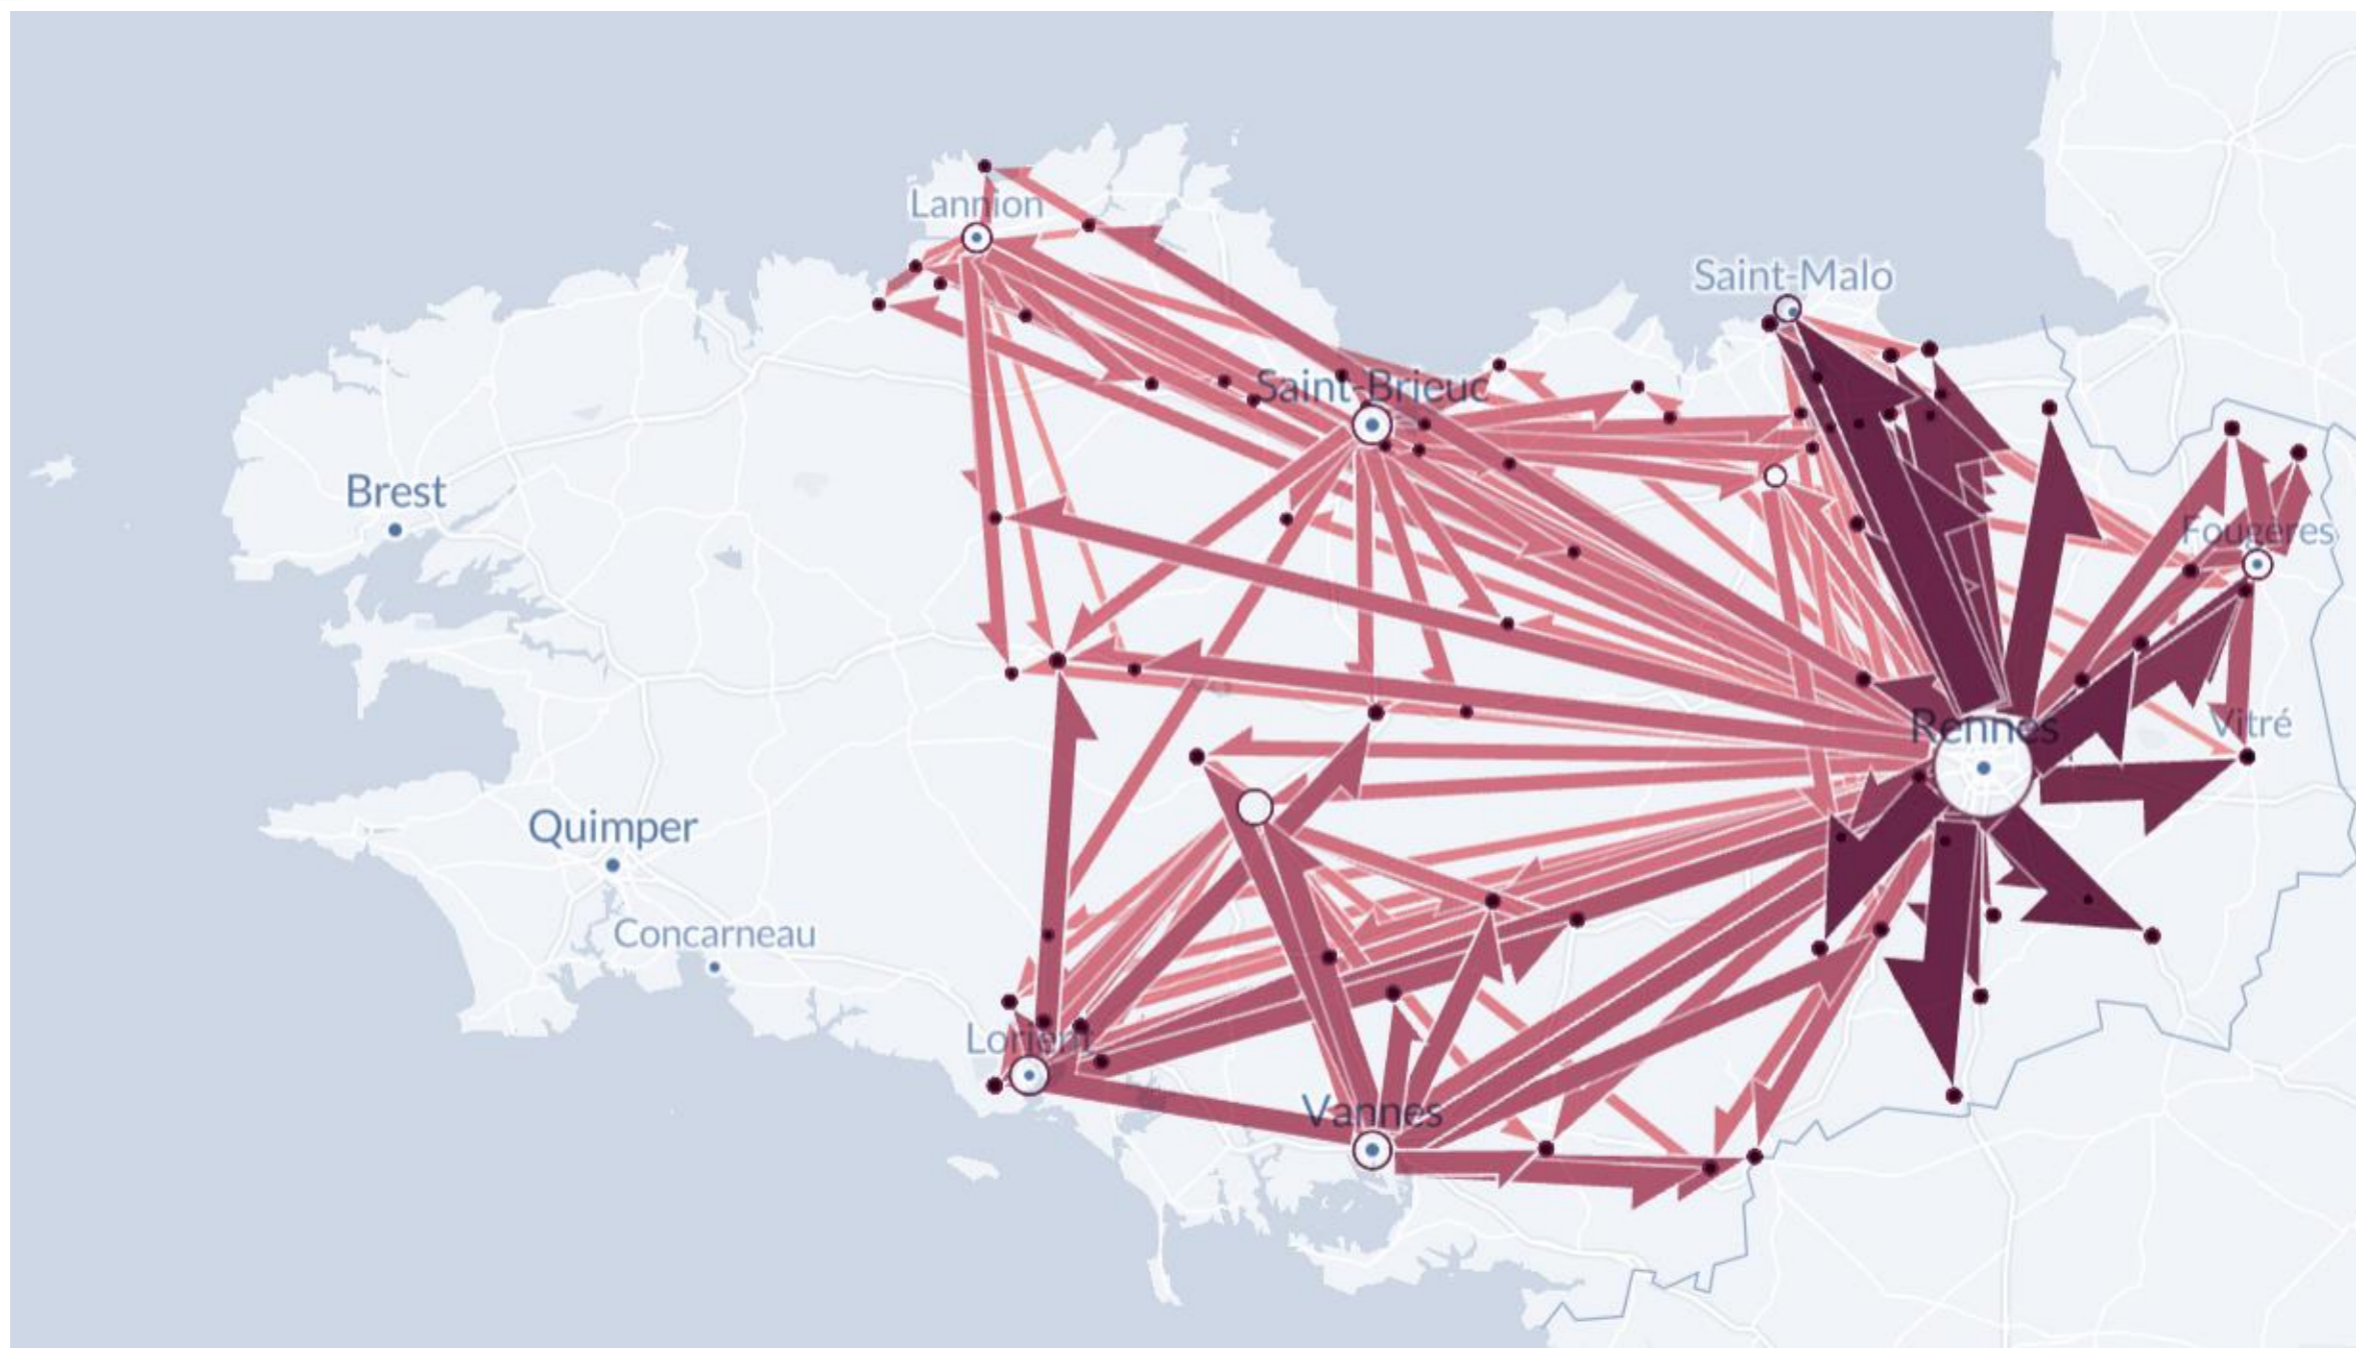 Lannion
Saint-Malo
Saint-Brieuc
Brest
Fougères
Rennes
Vitré
Quimper
Concarneau
Lorient
Vannes